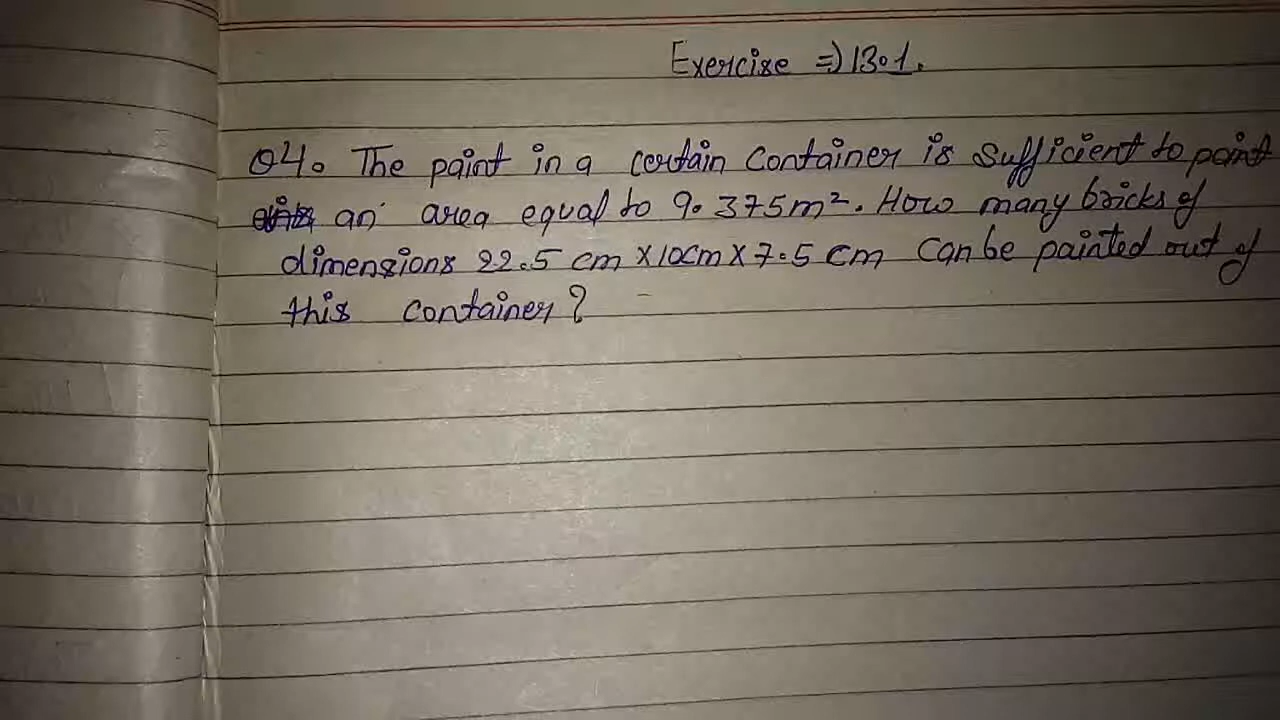 Exercise => 13.1.
Q4. The paint in a certain container is sufficient to paint
an area equal to 9.375m². How many bricks of
dimensions 22.5 cm x 10cm x 7.5 cm can be painted out of
this container?